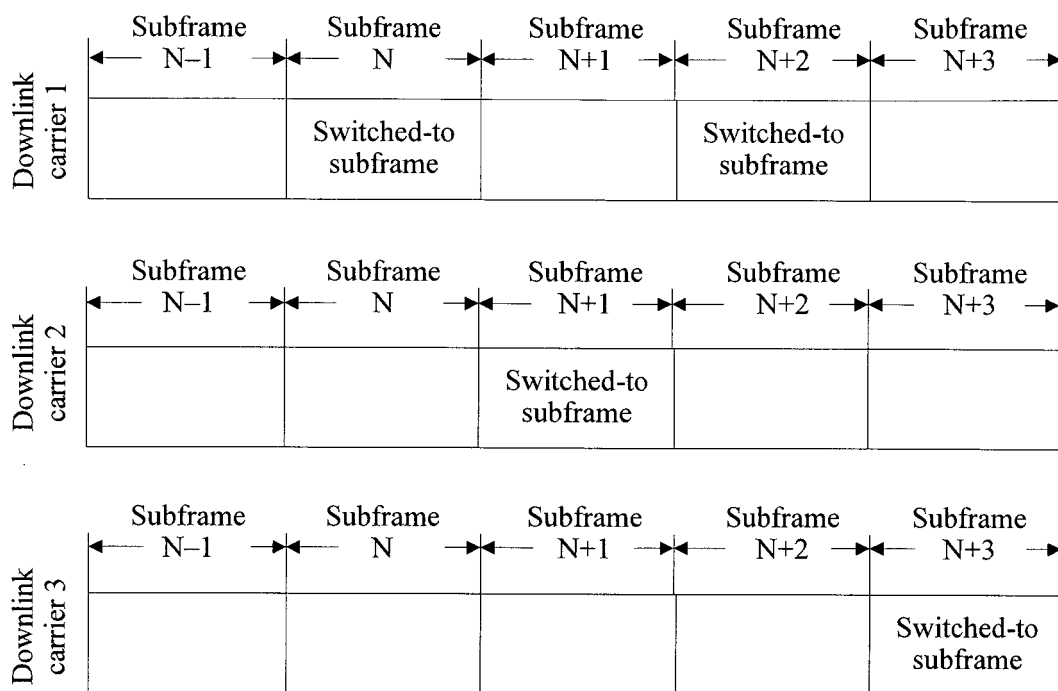 Subframe Subframe Subframe Subframe Subframe
N–1 N N+1 N+2 N+3
Downlink
carrier 1
Switched-to Switched-to
subframe subframe
Subframe Subframe Subframe Subframe Subframe
N–1 N N+1 N+2 N+3
Downlink
carrier 2
Switched-to
subframe
Subframe Subframe Subframe Subframe Subframe
N–1 N N+1 N+2 N+3
Downlink
carrier 3
Switched-to
subframe